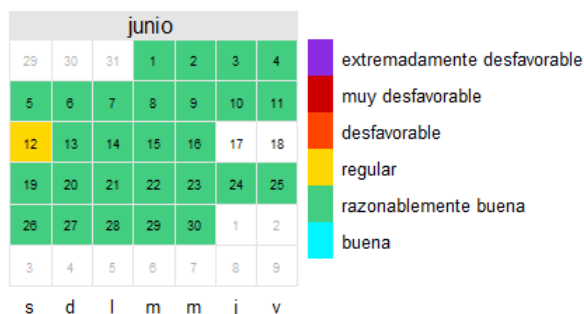 junio
29 30 31 1 2 3 4
5 6 7 8 9 10 11
12 13 14 15 16 17 18
19 20 21 22 23 24 25
26 27 28 29 30 1 2
3 4 5 6 7 8 9
s d l m m j v
extremadamente desfavorable
muy desfavorable
desfavorable
regular
razonablemente buena
buena